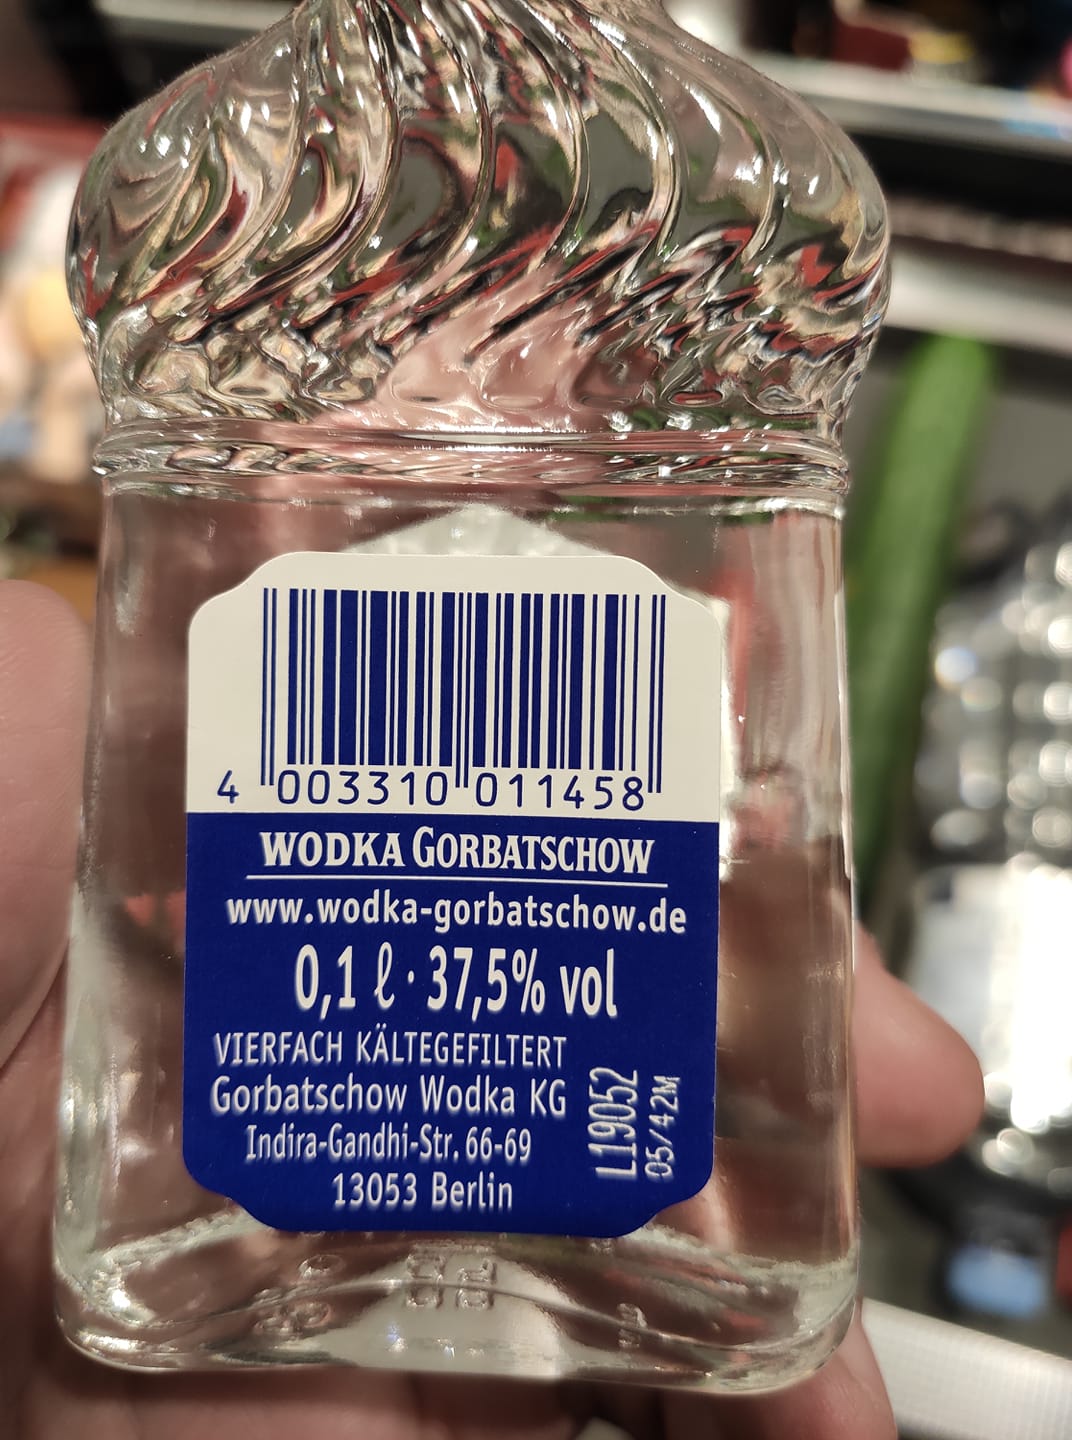 4 003310 011458
WODKA GORBATSCHOW
www.wodka-gorbatschow.de
0,1 ℓ · 37,5% vol
VIERFACH KÄLTEGEFILTERT
Gorbatschow Wodka KG
Indira-Gandhi-Str. 66-69
13053 Berlin
L19052
05/42M